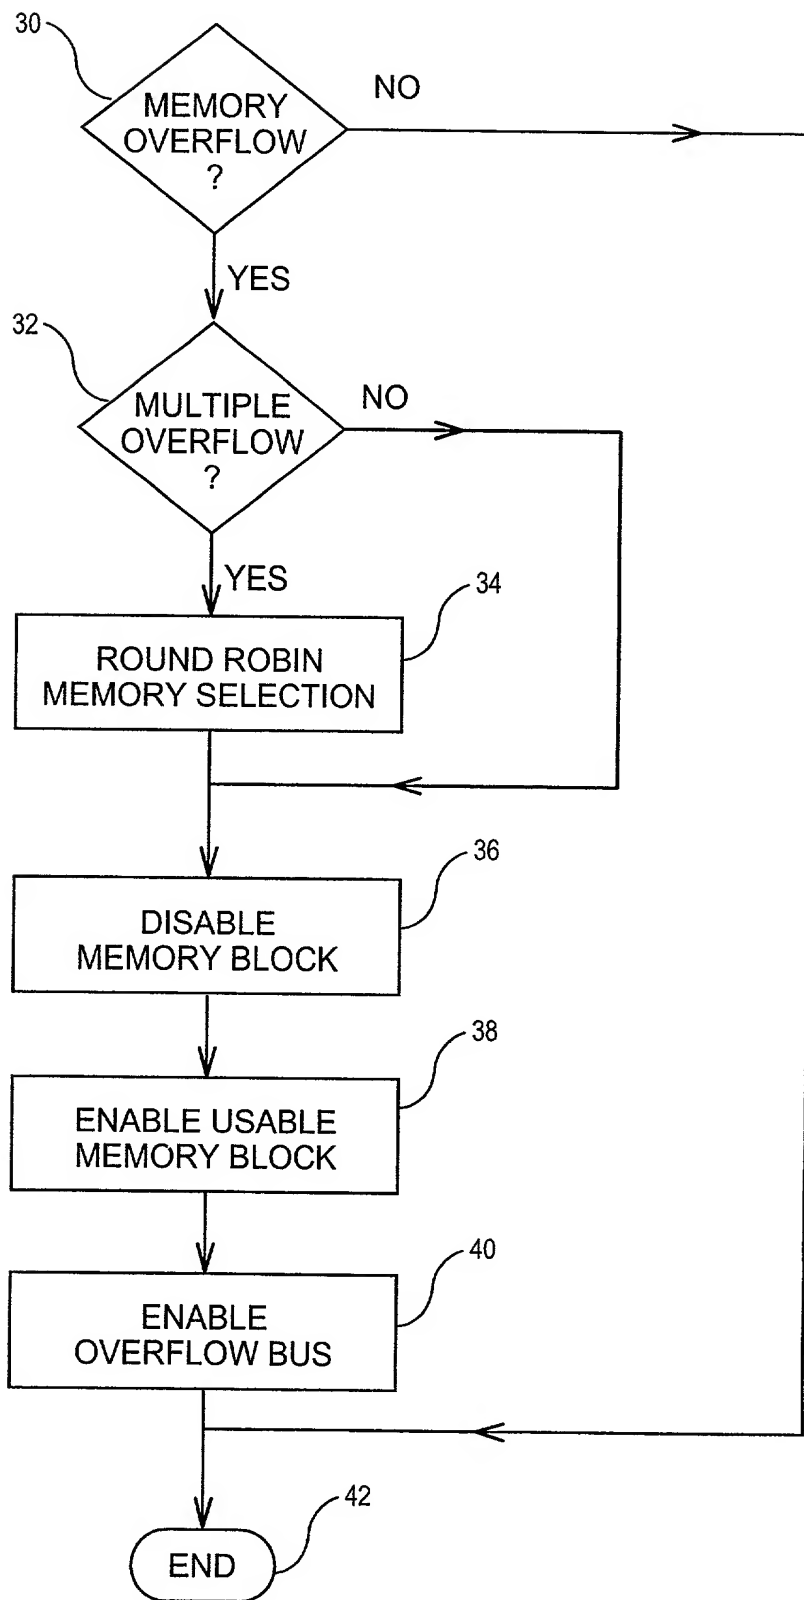 30
MEMORY
OVERFLOW
?
NO
YES
32
MULTIPLE
OVERFLOW
?
NO
YES
34
ROUND ROBIN
MEMORY SELECTION
36
DISABLE
MEMORY BLOCK
38
ENABLE USABLE
MEMORY BLOCK
40
ENABLE
OVERFLOW BUS
42
END